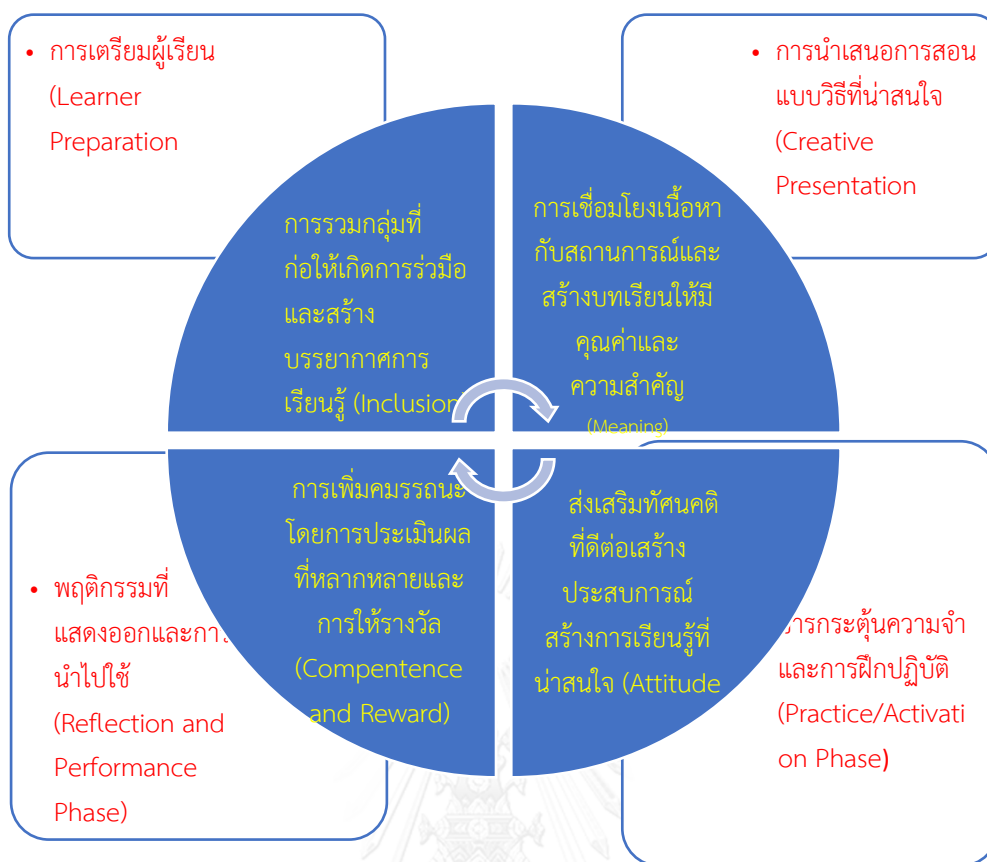 • การเตรียมผู้เรียน
(Learner
Preparation
• การนำเสนอการสอน
แบบวิธีที่น่าสนใจ
(Creative
Presentation
การรวมกลุ่มที่
ก่อให้เกิดการร่วมมือ
และสร้าง
บรรยากาศการ
เรียนรู้ (Inclusion
การเชื่อมโยงเนื้อหา
กับสถานการณ์และ
สร้างบทเรียนให้มี
คุณค่าและ
ความสำคัญ
(Meaning)
การเพิ่มคมรรถนะ
โดยการประเมินผล
ที่หลากหลายและ
การให้รางวัล
(Compentence
and Reward)
ส่งเสริมทัศนคติ
ที่ดีต่อเสร้าง
ประสบการณ์
สร้างการเรียนรู้ที่
น่าสนใจ (Attitude
• พฤติกรรมที่
แสดงออกและการ
นำไปใช้
(Reflection and
Performance
Phase)
การกระตุ้นความจำ
และการฝึกปฏิบัติ
(Practice/Activati
on Phase)